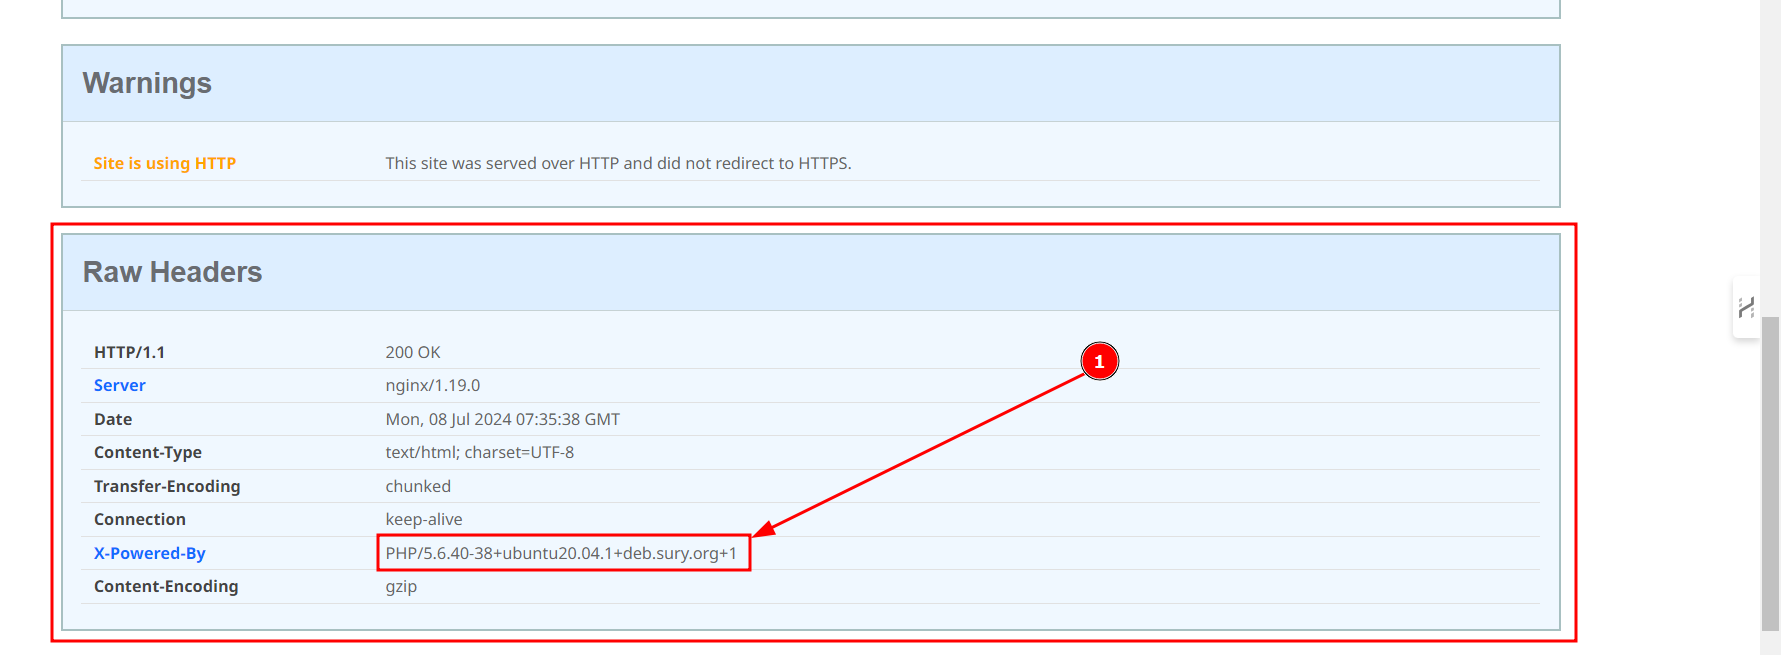 Warnings
Site is using HTTP This site was served over HTTP and did not redirect to HTTPS.
Raw Headers
HTTP/1.1 200 OK
Server nginx/1.19.0
Date Mon, 08 Jul 2024 07:35:38 GMT
Content-Type text/html; charset=UTF-8
Transfer-Encoding chunked
Connection keep-alive
X-Powered-By PHP/5.6.40-38+ubuntu20.04.1+deb.sury.org+1
Content-Encoding gzip
1